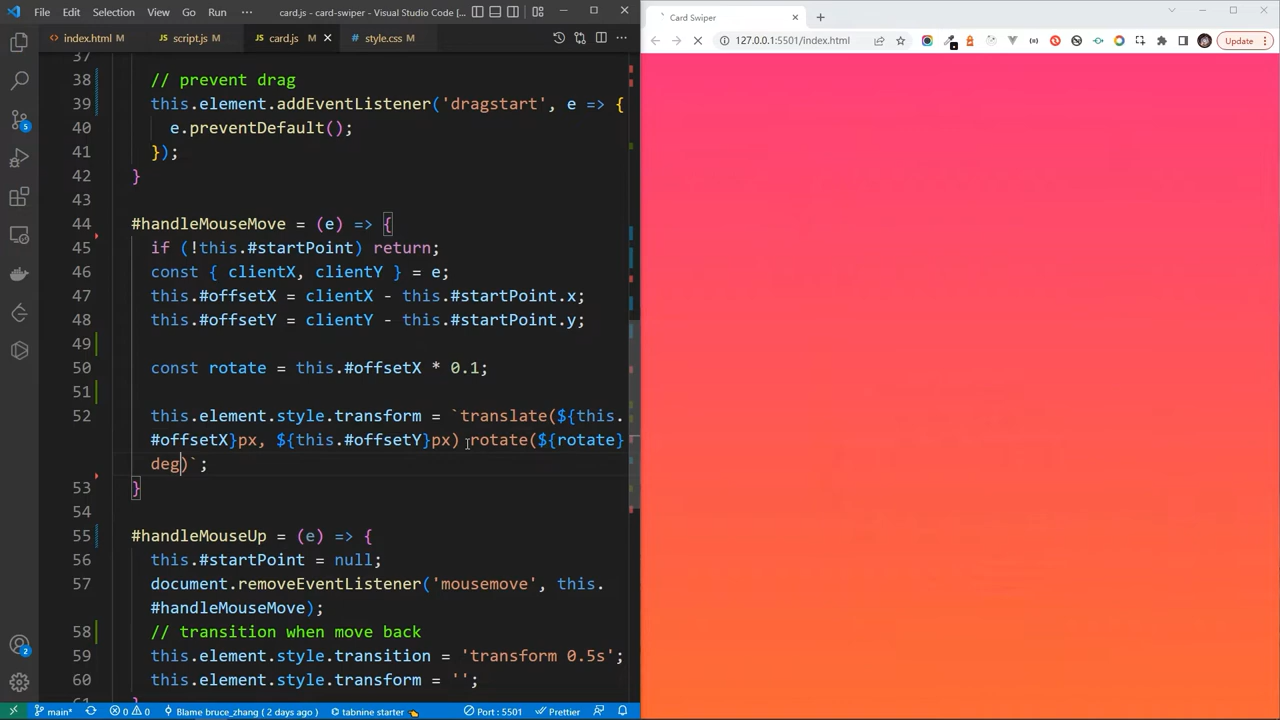 File Edit Selection View Go Run ··· card.js - card-swiper - Visual Studio Code [...
Card Swiper
index.html M script.js M card.js M style.css M
127.0.0.1:5501/index.html
Update
37
38 // prevent drag
39 this.element.addEventListener('dragstart', e => {
40 e.preventDefault();
41 });
42 }
43
44 #handleMouseMove = (e) => {
45 if (!this.#startPoint) return;
46 const { clientX, clientY } = e;
47 this.#offsetX = clientX - this.#startPoint.x;
48 this.#offsetY = clientY - this.#startPoint.y;
49
50 const rotate = this.#offsetX * 0.1;
51
52 this.element.style.transform = `translate(${this.
#offsetX}px, ${this.#offsetY}px) rotate(${rotate}
deg)`;
53 }
54
55 #handleMouseUp = (e) => {
56 this.#startPoint = null;
57 document.removeEventListener('mousemove', this.
#handleMouseMove);
58 // transition when move back
59 this.element.style.transition = 'transform 0.5s';
60 this.element.style.transform = '';
61 }
5
2
main* 0 0 Blame bruce_zhang ( 2 days ago ) tabnine starter Port : 5501 Prettier